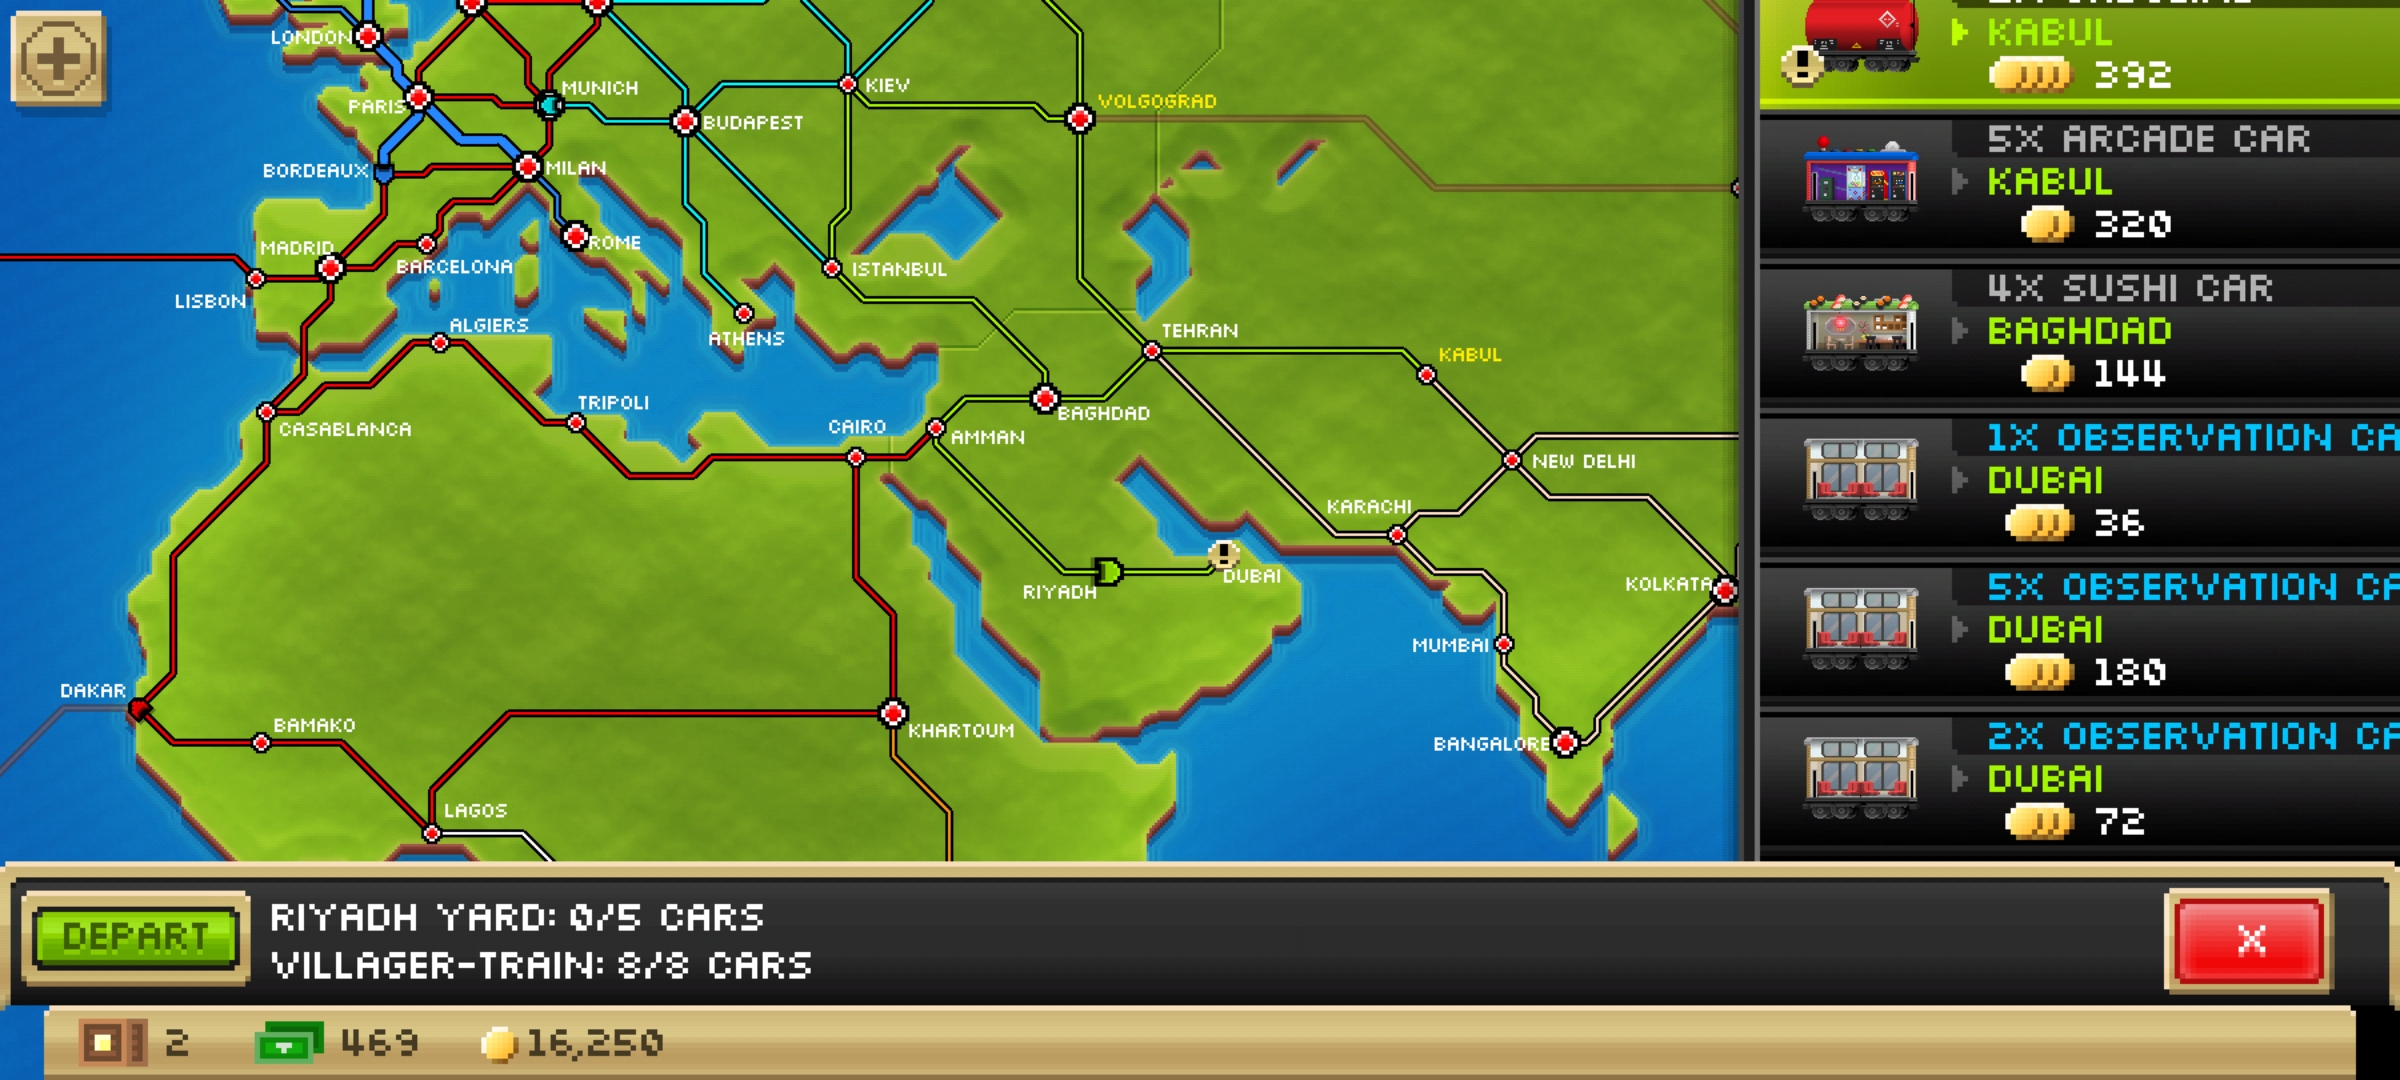 LONDON
MUNICH
KIEV
PARIS
VOLGOGRAD
BUDAPEST
BORDEAUX
MILAN
MADRID
ROME
BARCELONA
ISTANBUL
LISBON
ALGIERS
ATHENS
TEHRAN
KABUL
TRIPOLI
CASABLANCA
CAIRO
BAGHDAD
AMMAN
NEW DELHI
KARACHI
RIYADH
DUBAI
KOLKATA
MUMBAI
DAKAR
BAMAKO
KHARTOUM
BANGALORE
LAGOS
KABUL
392
5X ARCADE CAR
KABUL
320
4X SUSHI CAR
BAGHDAD
144
1X OBSERVATION CA
DUBAI
36
5X OBSERVATION CA
DUBAI
180
2X OBSERVATION CA
DUBAI
72
DEPART
RIYADH YARD: 0/5 CARS
VILLAGER-TRAIN: 8/8 CARS
X
2
469
16,250